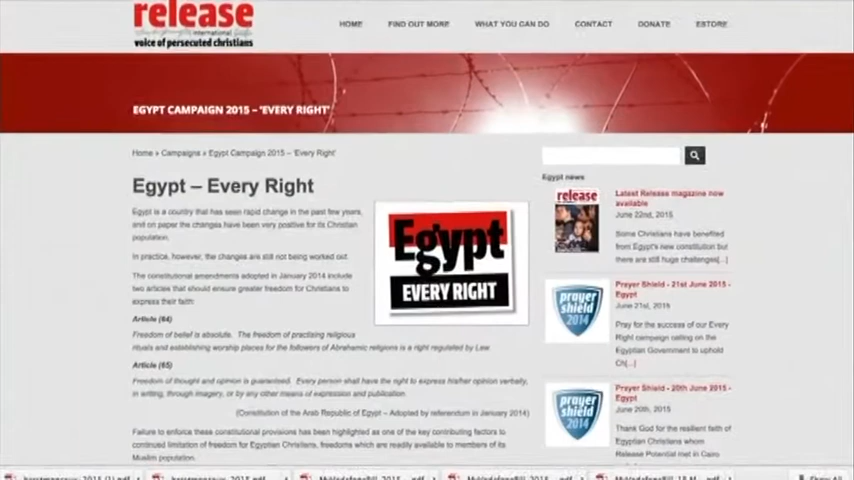 release
international
voice of persecuted christians
HOME FIND OUT MORE WHAT YOU CAN DO CONTACT DONATE ESTORE
EGYPT CAMPAIGN 2015 – 'EVERY RIGHT'
Home » Campaigns » Egypt Campaign 2015 – 'Every Right'
Egypt – Every Right
Egypt is a country that has seen rapid change in the past few years,
and on paper the changes have been very positive for its Christian
population.
In practice, however, the changes are still not being worked out.
The constitutional amendments adopted in January 2014 include
two articles that should ensure greater freedom for Christians to
express their faith:
Article (64)
Freedom of belief is absolute. The freedom of practising religious
rituals and establishing worship places for the followers of Abrahamic religions is a right regulated by Law.
Article (65)
Freedom of thought and opinion is guaranteed. Every person shall have the right to express his/her opinion verbally,
in writing, through imagery, or by any other means of expression and publication.
(Constitution of the Arab Republic of Egypt – Adopted by referendum in January 2014)
Failure to enforce these constitutional provisions has been highlighted as one of the key contributing factors to
continued limitation of freedom for Egyptian Christians, freedoms which are readily available to members of its
Muslim population.
Egypt
EVERY RIGHT
Egypt news
release
Latest Release magazine now
available
June 22nd, 2015
Some Christians have benefited
from Egypt's new constitution but
there are still huge challenges[...]
prayer
shield
2014
Prayer Shield - 21st June 2015 -
Egypt
June 21st, 2015
Pray for the success of our Every
Right campaign calling on the
Egyptian Government to uphold
Ch[...]
prayer
shield
2014
Prayer Shield - 20th June 2015 -
Egypt
June 20th, 2015
Thank God for the resilient faith of
Egyptian Christians whom
Release Potential met in Cairo